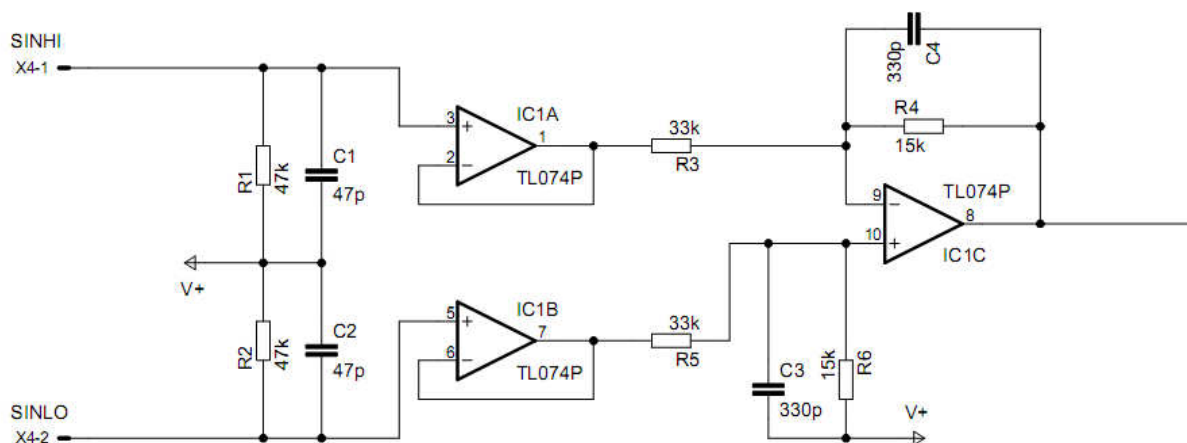 SINHI
X4-1
R1
47k
C1
47p
3
+
2
−
1
IC1A
TL074P
33k
R3
330p
C4
R4
15k
9
−
10
+
8
TL074P
IC1C
V+
R2
47k
C2
47p
5
+
6
−
7
IC1B
TL074P
33k
R5
C3
330p
15k
R6
V+
SINLO
X4-2